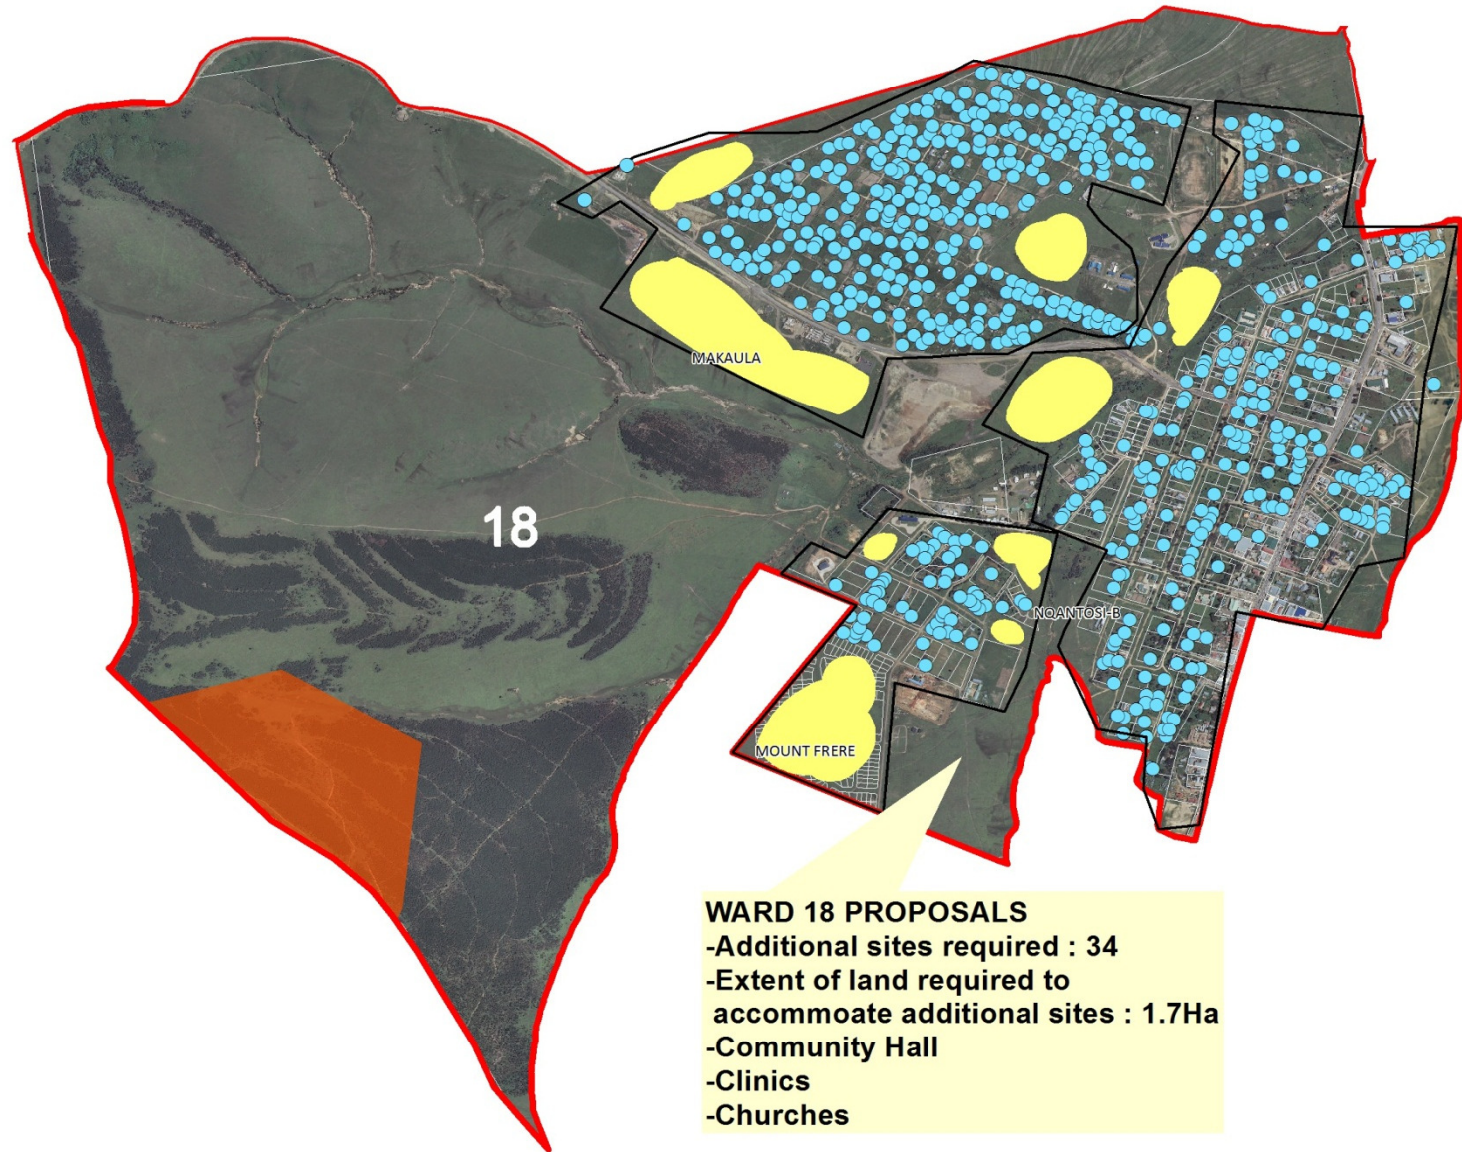 MAKAULA
18
NQANTOSI-B
MOUNT FRERE
WARD 18 PROPOSALS
-Additional sites required : 34
-Extent of land required to
accommoate additional sites : 1.7Ha
-Community Hall
-Clinics
-Churches